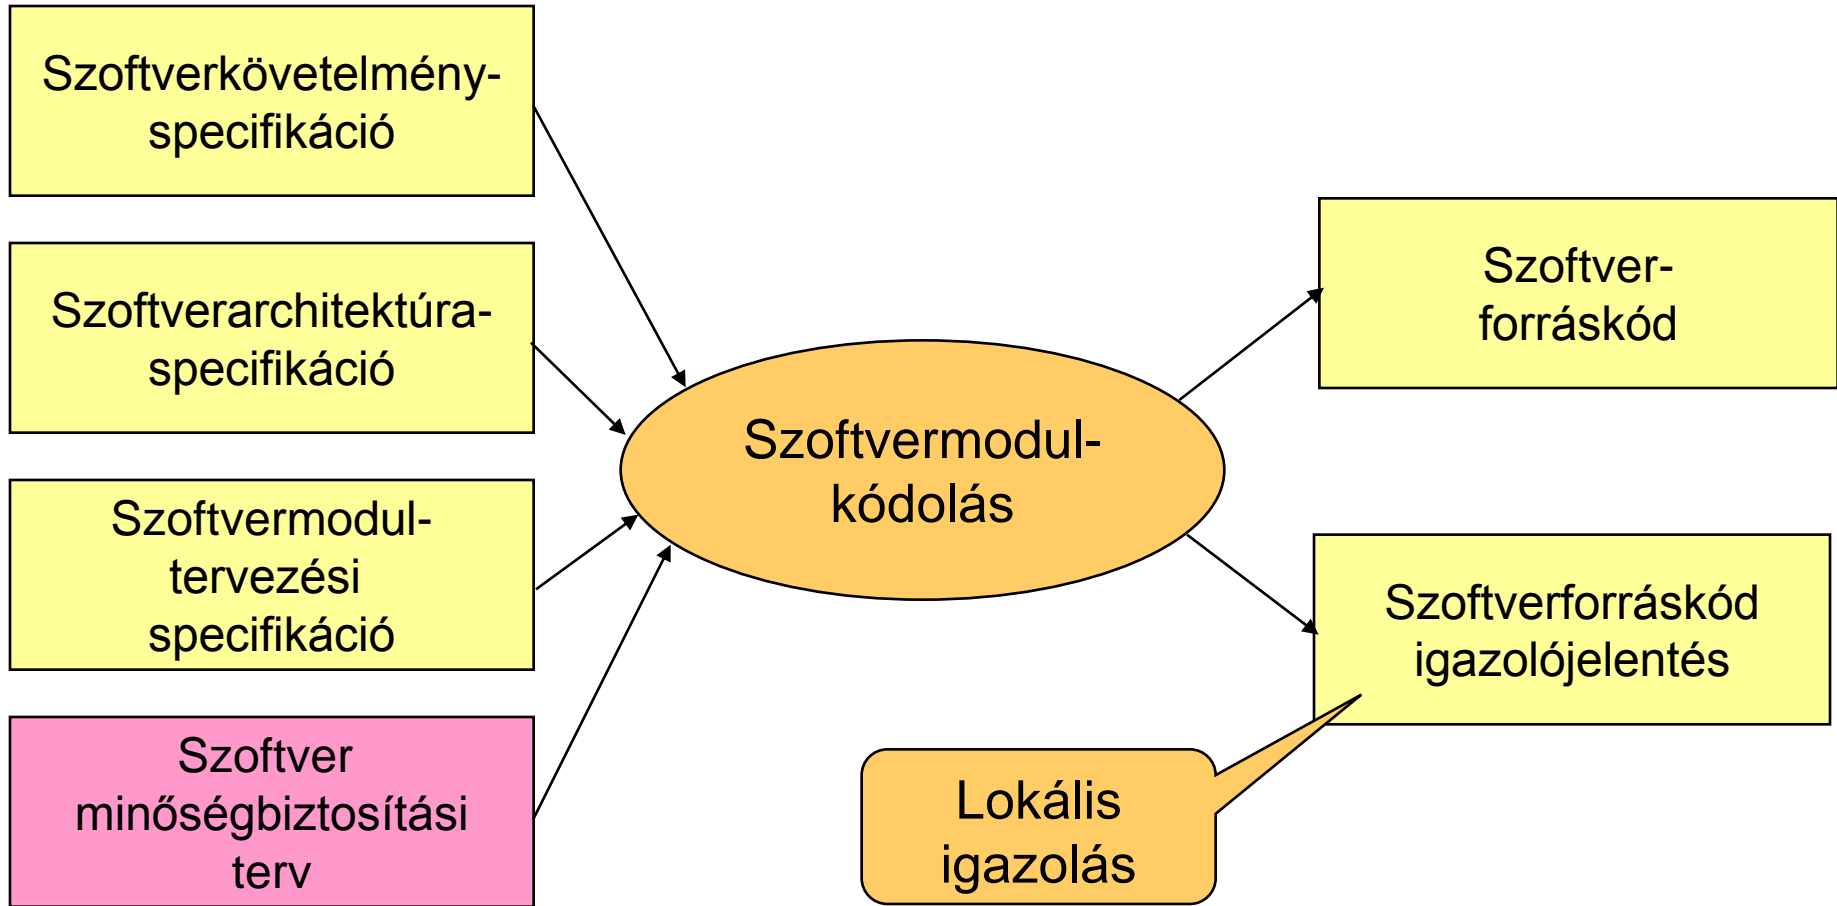 Szoftverkövetelmény-
specifikáció
Szoftverarchitektúra-
specifikáció
Szoftvermodul-
tervezési
specifikáció
Szoftver
minőségbiztosítási
terv
Szoftvermodul-
kódolás
Szoftver-
forráskód
Szoftverforráskód
igazolójelentés
Lokális
igazolás